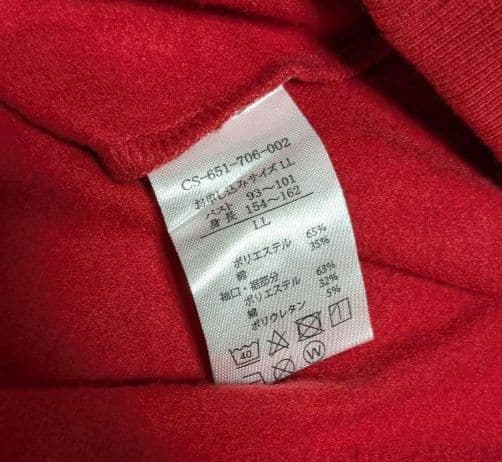 CS-651-706-002
お申し込みサイズ LL
バスト 93〜101
身長 154〜162
LL
ポリエステル 65%
綿 35%
袖口・裾部分
ポリエステル 63%
綿 32%
ポリウレタン 5%
40
W